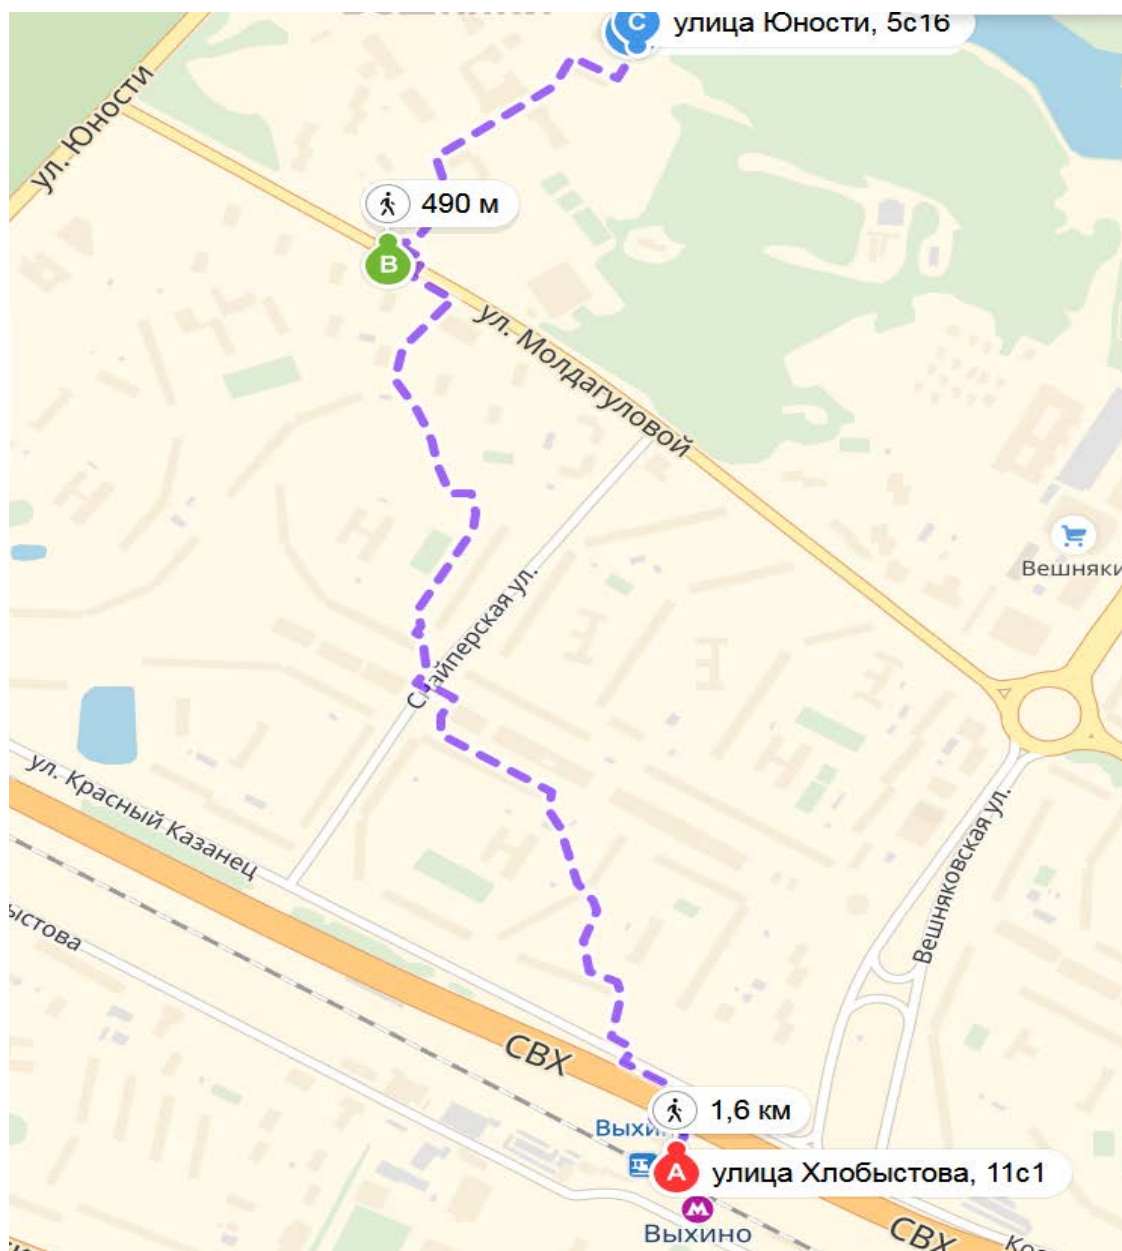 C
улица Юности, 5с16
ул. Юности
490 м
B
ул. Молдагуловой
Вешняки
Снайперская ул.
ул. Красный Казанец
Вешняковская ул.
ыстова
СВХ
1,6 км
A
улица Хлобыстова, 11с1
М
Выхино
СВХ